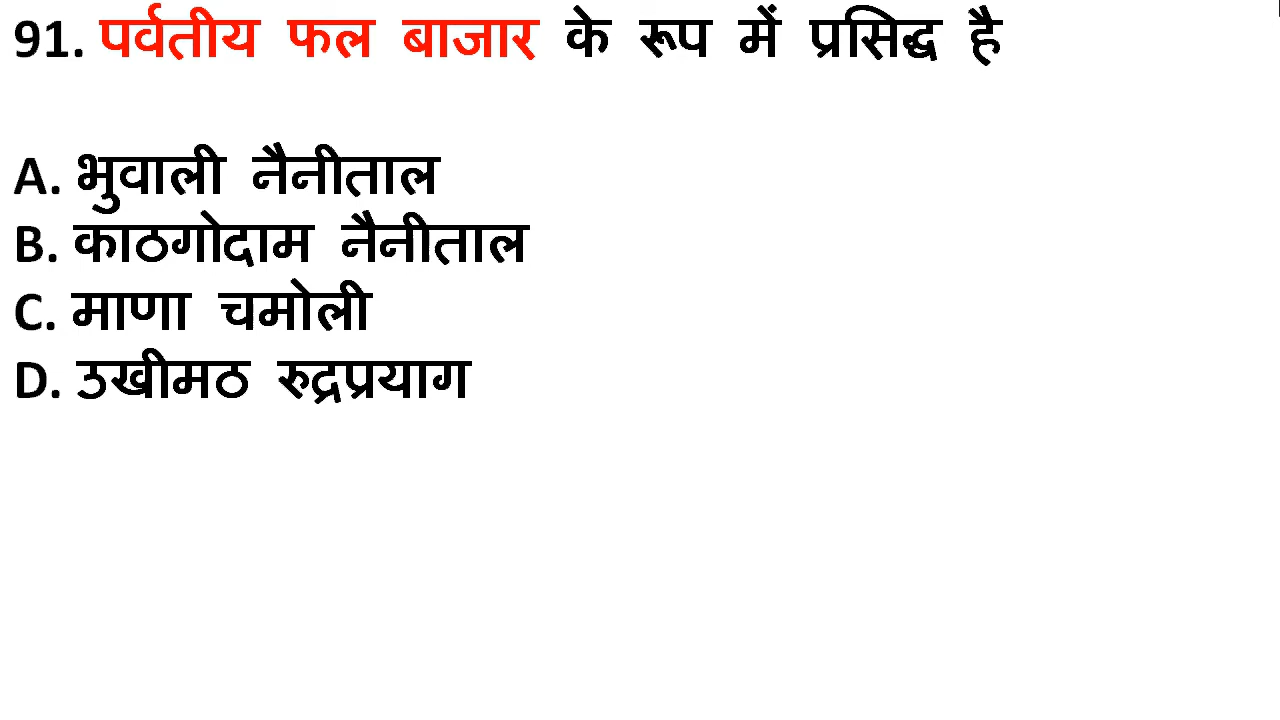 91. पर्वतीय फल बाजार के रूप में प्रसिद्ध है
A. भुवाली नैनीताल
B. काठगोदाम नैनीताल
C. माणा चमोली
D. उखीमठ रुद्रप्रयाग